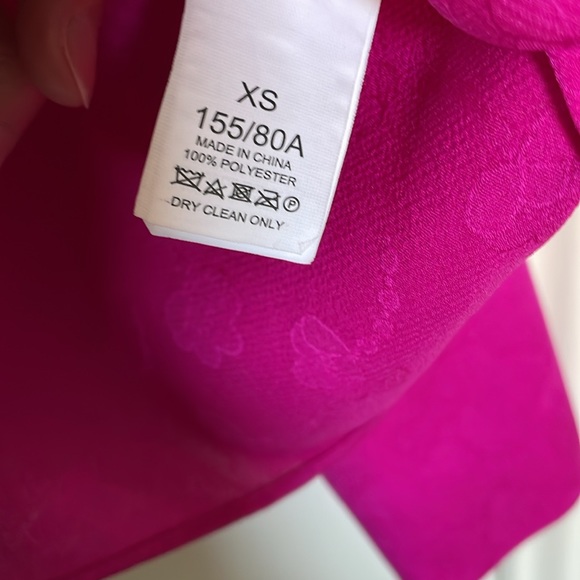 XS
155/80A
MADE IN CHINA
100% POLYESTER
P
DRY CLEAN ONLY